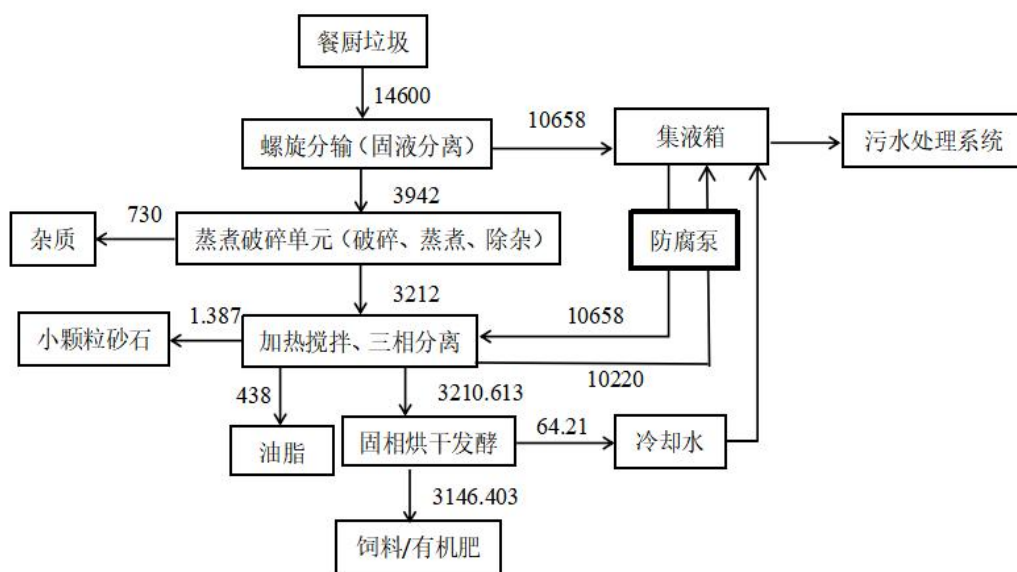 餐厨垃圾
14600
螺旋分输（固液分离）
10658
集液箱
污水处理系统
3942
730
杂质
蒸煮破碎单元（破碎、蒸煮、除杂）
防腐泵
3212
1.387
10658
小颗粒砂石
加热搅拌、三相分离
10220
438
3210.613
油脂
固相烘干发酵
64.21
冷却水
3146.403
饲料/有机肥